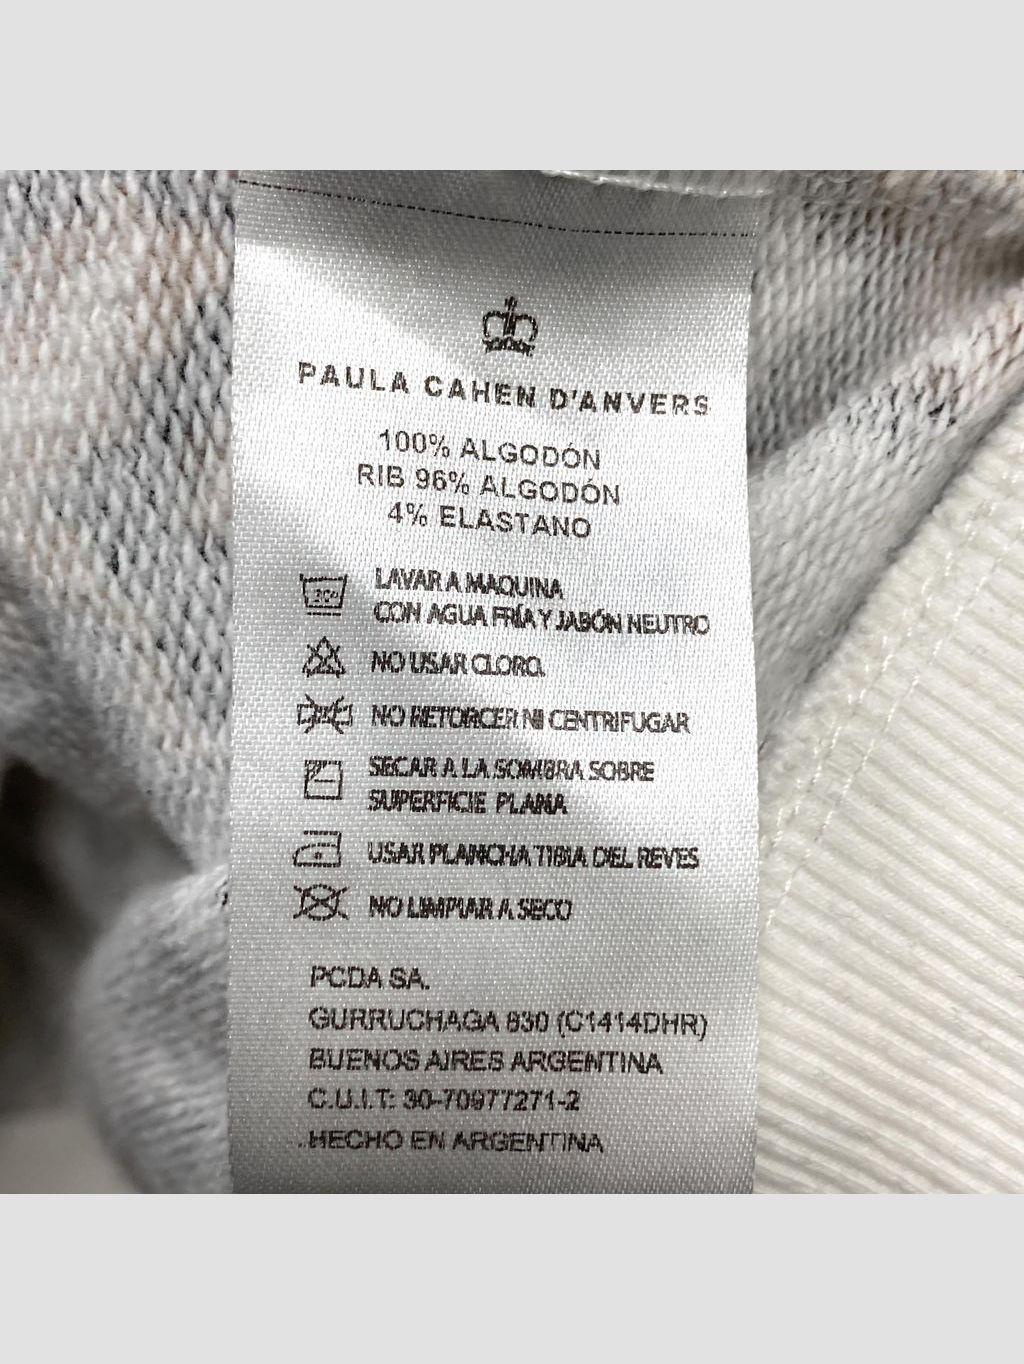 PAULA CAHEN D'ANVERS
100% ALGODÓN
RIB 96% ALGODÓN
4% ELASTANO
30°
LAVAR A MAQUINA
CON AGUA FRÍA Y JABÓN NEUTRO
NO USAR CLORO.
NO RETORCER NI CENTRIFUGAR
SECAR A LA SOMBRA SOBRE
SUPERFICIE PLANA
USAR PLANCHA TIBIA DEL REVES
NO LIMPIAR A SECO
PCDA SA.
GURRUCHAGA 830 (C1414DHR)
BUENOS AIRES ARGENTINA
C.U.I.T: 30-70977271-2
HECHO EN ARGENTINA